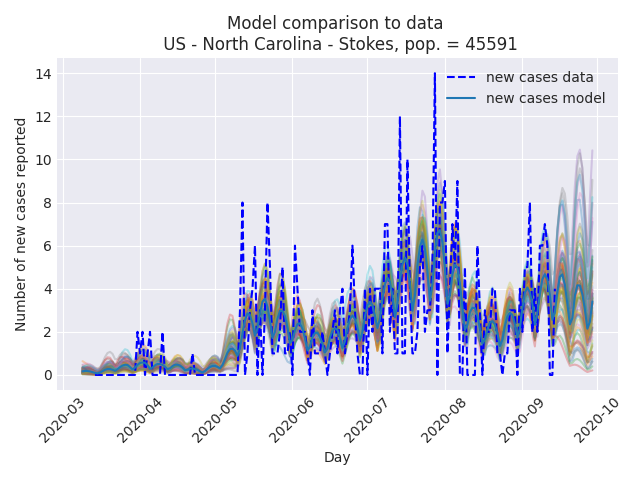 Model comparison to data
US - North Carolina - Stokes, pop. = 45591
new cases data
new cases model
Number of new cases reported
14
12
10
8
6
4
2
0
2020-03
2020-04
2020-05
2020-06
2020-07
2020-08
2020-09
2020-10
Day